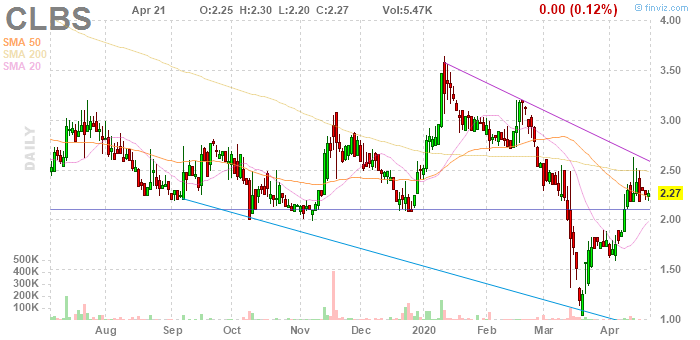 CLBS
Apr 21 O:2.25 H:2.30 L:2.20 C:2.27 Vol:5.47K 0.00 (0.12%)
© finviz.com
SMA 50
SMA 200
SMA 20
DAILY
4.00
3.50
3.00
2.50
2.27
2.00
1.50
1.00
500K
400K
300K
200K
100K
Aug Sep Oct Nov Dec 2020 Feb Mar Apr